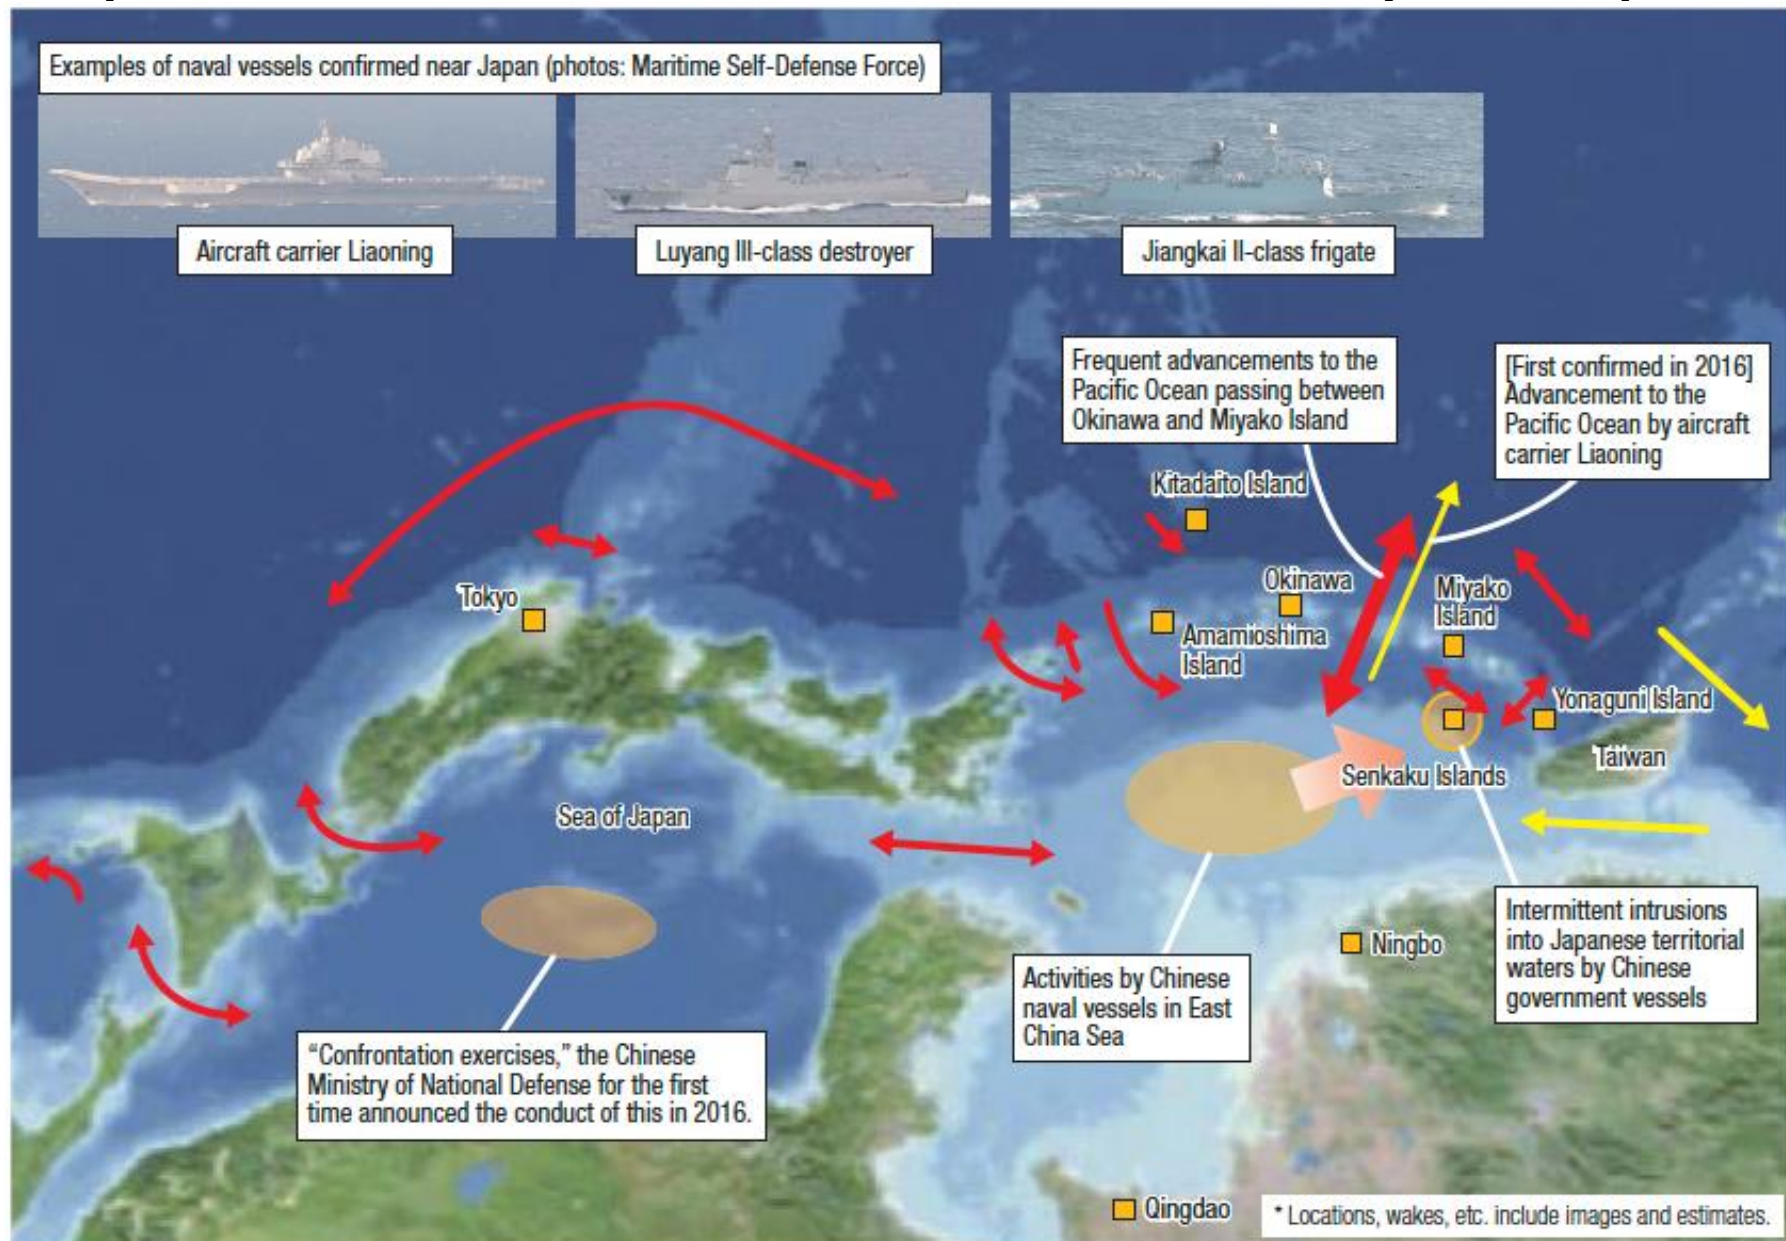 Examples of naval vessels confirmed near Japan (photos: Maritime Self-Defense Force)
Aircraft carrier Liaoning
Luyang III-class destroyer
Jiangkai II-class frigate
Frequent advancements to the
Pacific Ocean passing between
Okinawa and Miyako Island
[First confirmed in 2016]
Advancement to the
Pacific Ocean by aircraft
carrier Liaoning
Kitadaito Island
Tokyo
Okinawa
Miyako
Island
Amamioshima
Island
Yonaguni Island
Taiwan
Senkaku Islands
Sea of Japan
Ningbo
Intermittent intrusions
into Japanese territorial
waters by Chinese
government vessels
Activities by Chinese
naval vessels in East
China Sea
“Confrontation exercises,” the Chinese
Ministry of National Defense for the first
time announced the conduct of this in 2016.
Qingdao
* Locations, wakes, etc. include images and estimates.